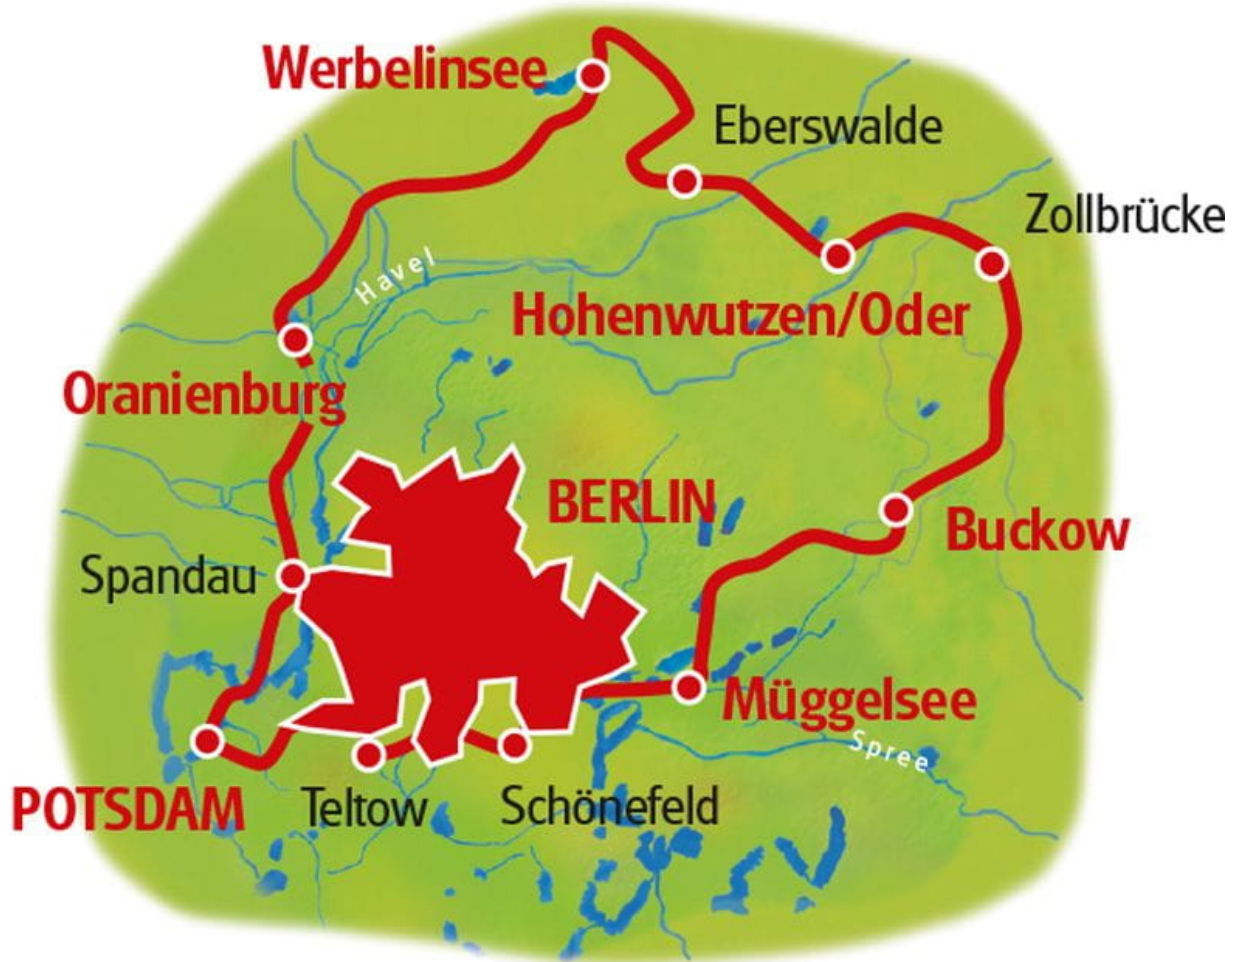 Werbelinsee
Eberswalde
Zollbrücke
Havel
Hohenwutzen/Oder
Oranienburg
BERLIN
Buckow
Spandau
Müggelsee
Spree
POTSDAM
Teltow
Schönefeld